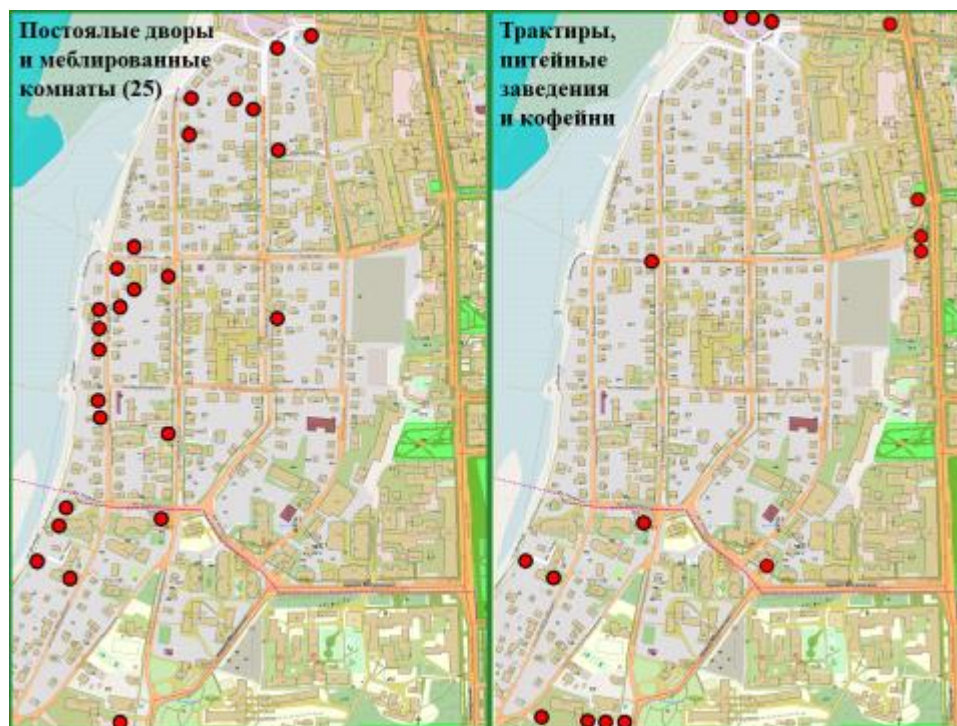 Постоялые дворы
и меблированные
комнаты (25)
Трактиры,
питейные
заведения
и кофейни